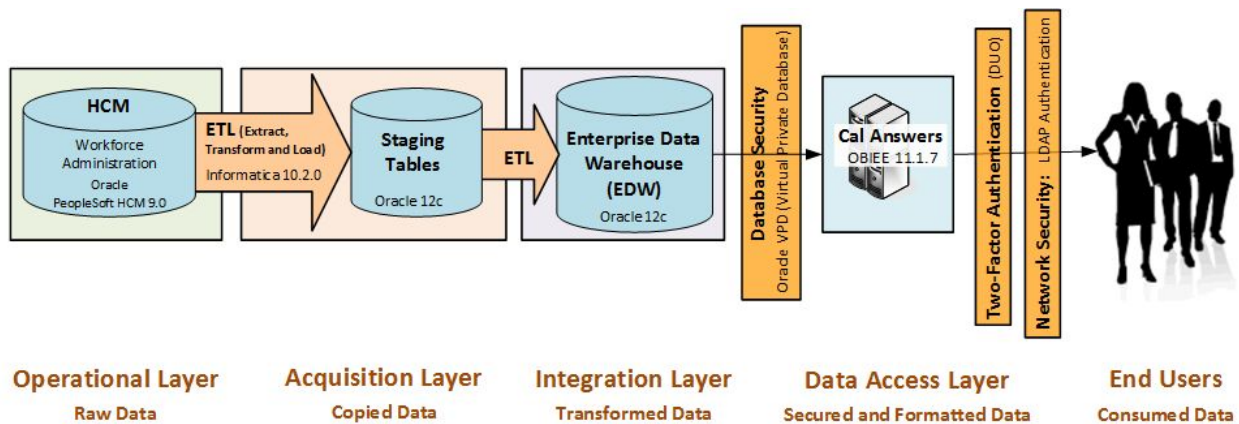 HCM
Workforce
Administration
Oracle
PeopleSoft HCM 9.0
ETL (Extract,
Transform and Load)
Informatica 10.2.0
Staging
Tables
Oracle 12c
ETL
Enterprise Data
Warehouse
(EDW)
Oracle 12c
Database Security
Oracle VPD (Virtual Private Database)
Cal Answers
OBIEE 11.1.7
Two-Factor Authentication (DUO)
Network Security: LDAP Authentication
Operational Layer
Raw Data
Acquisition Layer
Copied Data
Integration Layer
Transformed Data
Data Access Layer
Secured and Formatted Data
End Users
Consumed Data